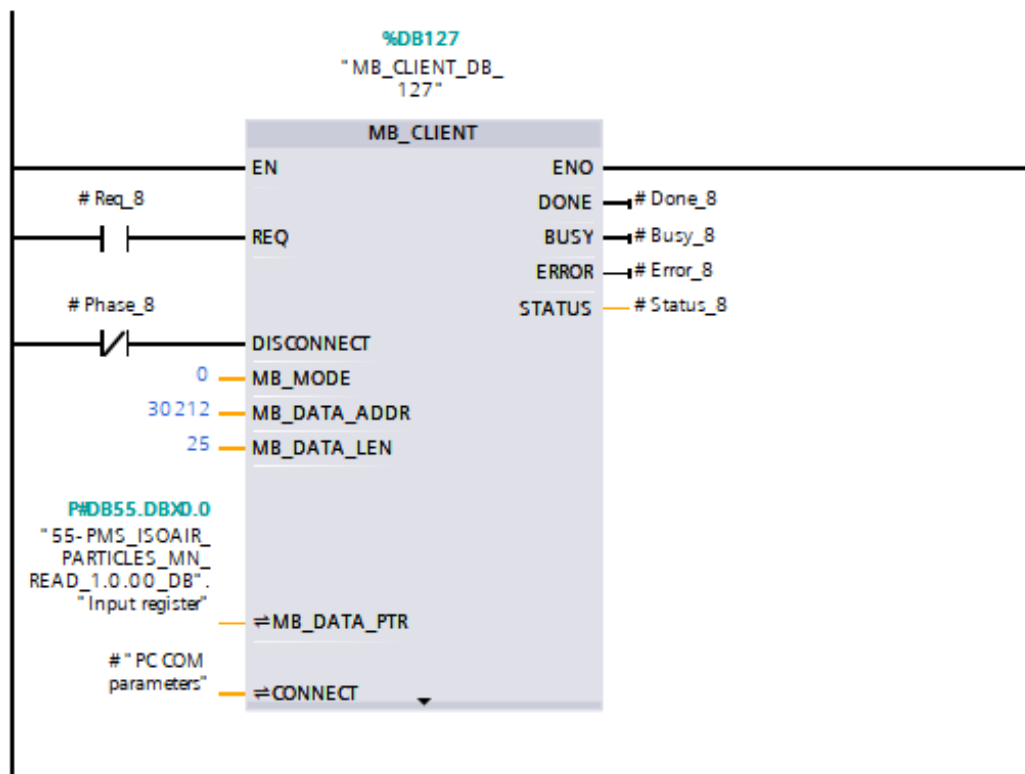 %DB127
"MB_CLIENT_DB_
127"
MB_CLIENT
EN
ENO
# Req_8
DONE
# Done_8
REQ
BUSY
# Busy_8
ERROR
# Error_8
# Phase_8
STATUS
# Status_8
DISCONNECT
0
MB_MODE
30212
MB_DATA_ADDR
25
MB_DATA_LEN
P#DB55.DBX0.0
"55-PMS_ISOAIR_
PARTICLES_MN_
READ_1.0.00_DB".
"Input register"
MB_DATA_PTR
#"PC COM
parameters"
CONNECT